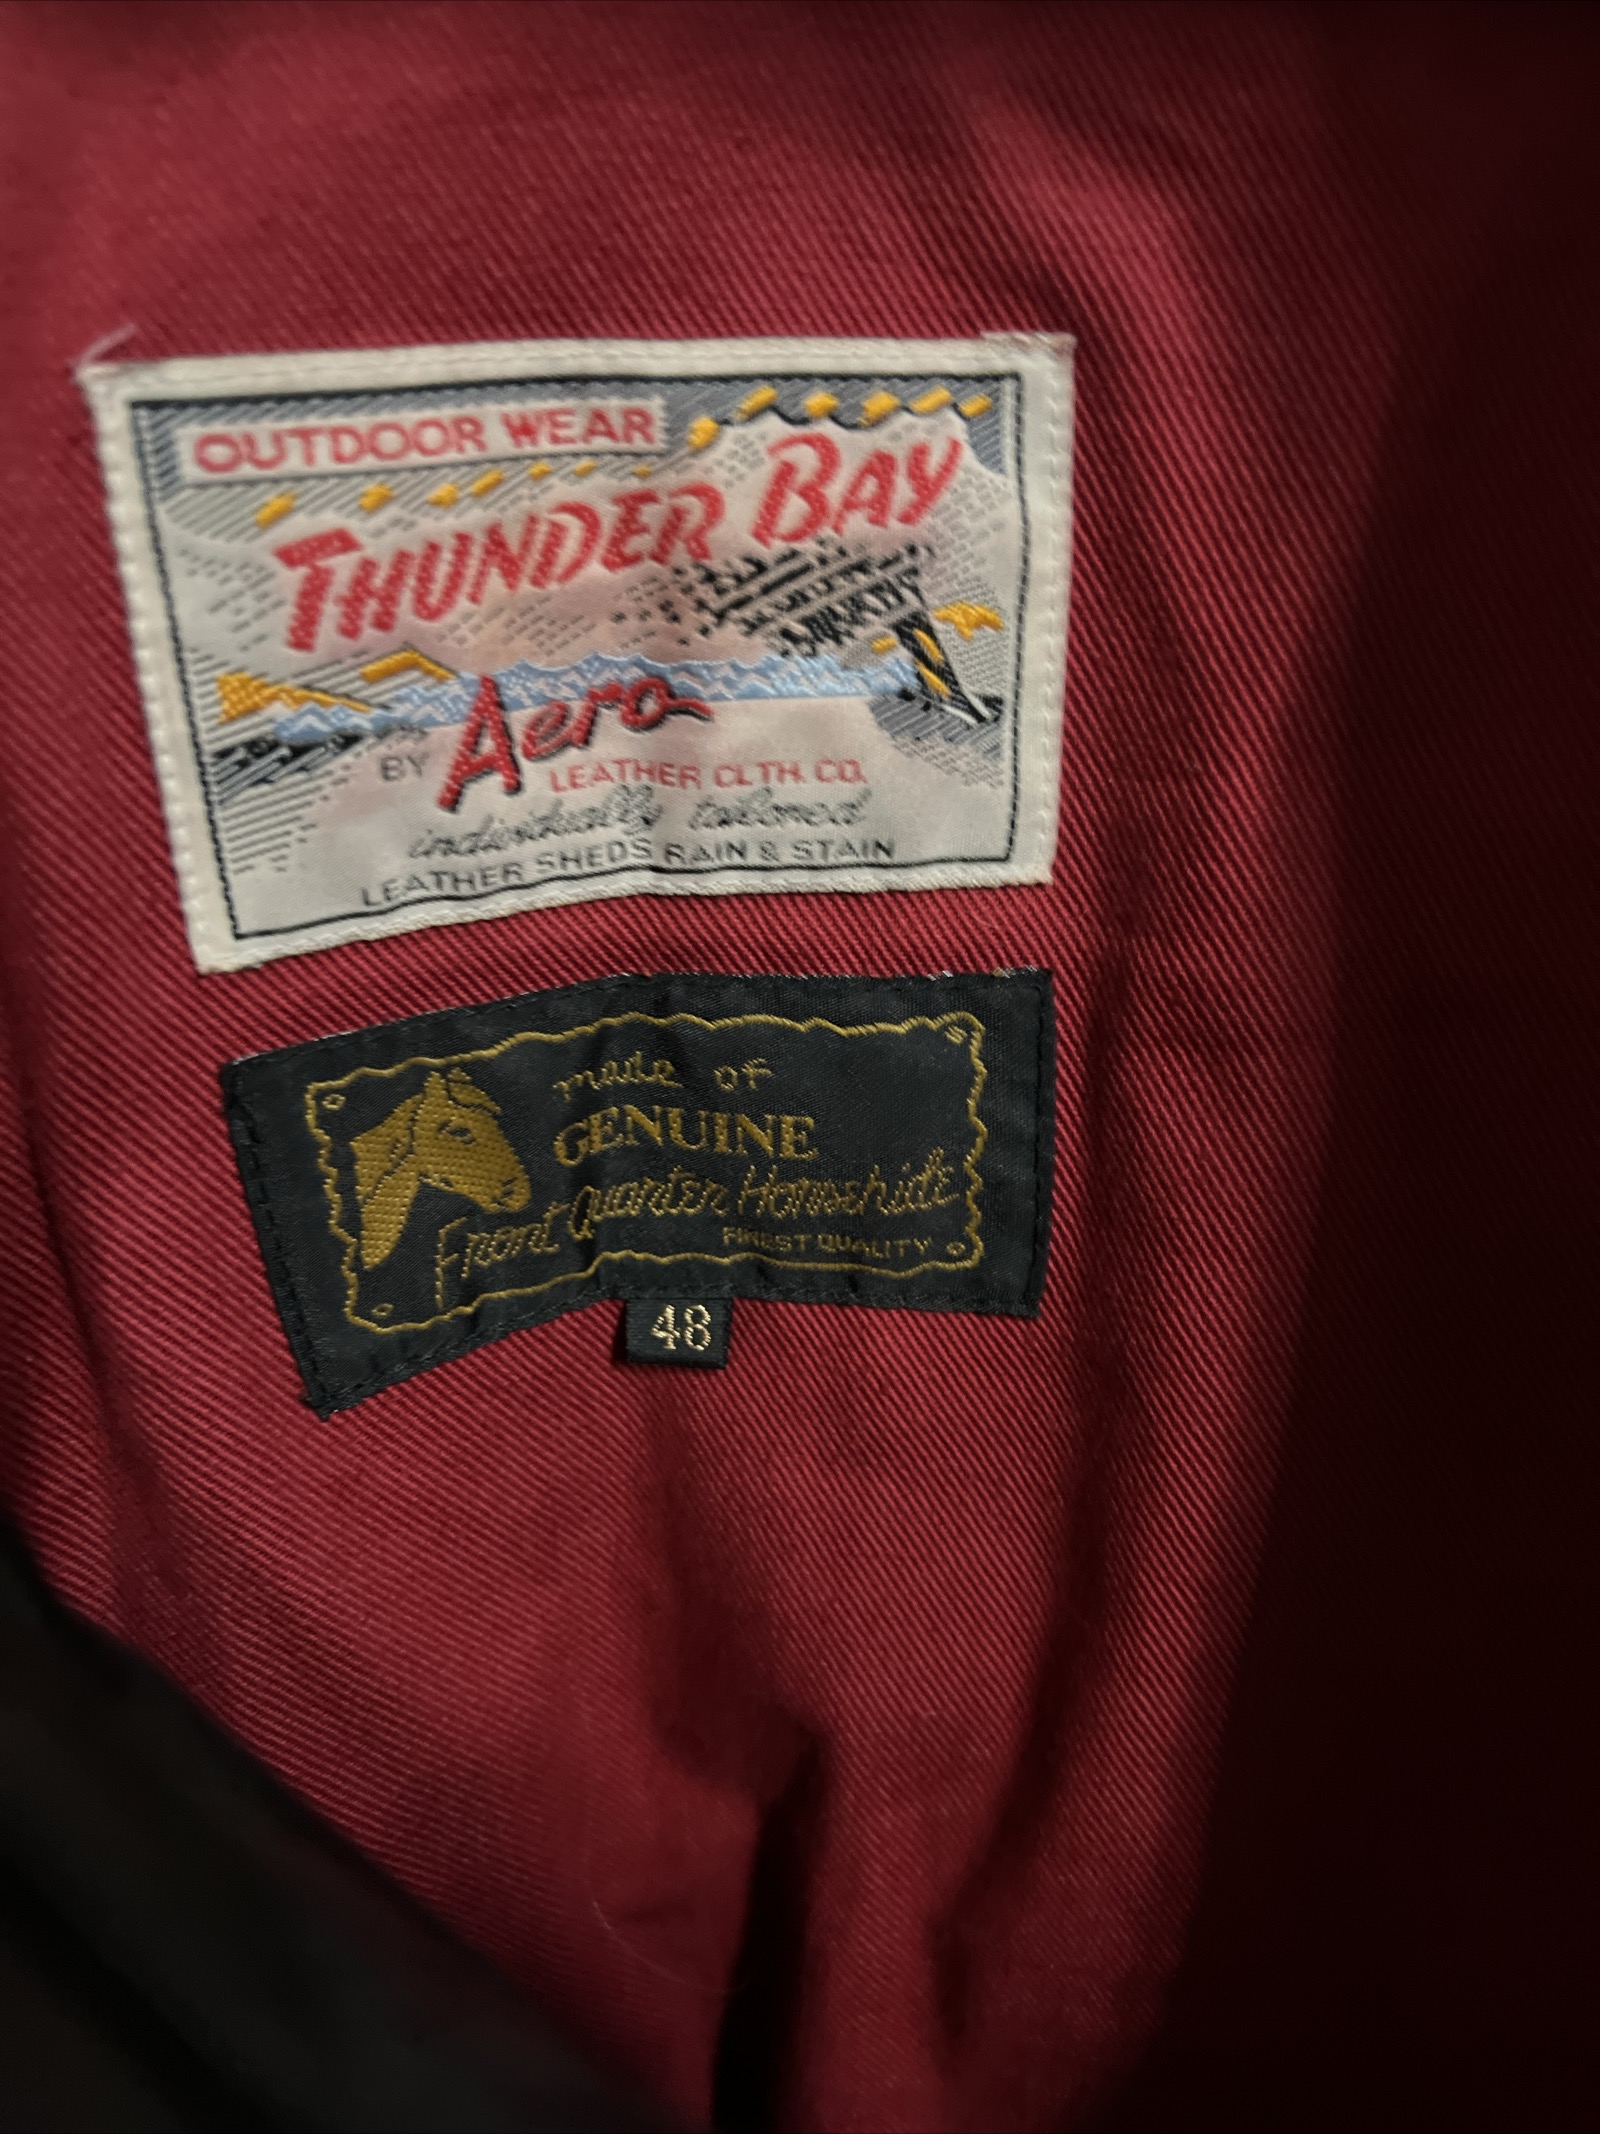 OUTDOOR WEAR
THUNDER BAY
BY Aero
LEATHER CLTH. CO.
individually tailored
LEATHER SHEDS RAIN & STAIN
made of
GENUINE
Front Quarter Horsehide
FINEST QUALITY
48